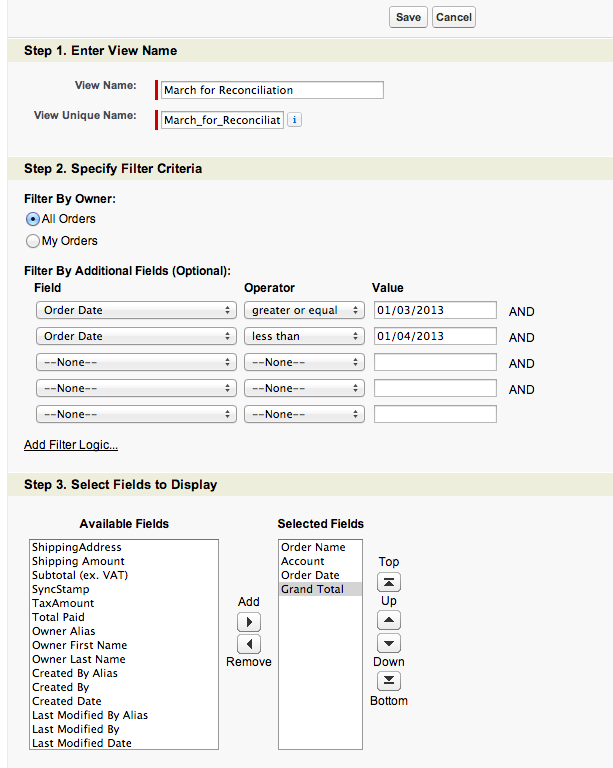 Save Cancel
Step 1. Enter View Name
View Name: March for Reconciliation
View Unique Name: March_for_Reconciliat i
Step 2. Specify Filter Criteria
Filter By Owner:
All Orders
My Orders
Filter By Additional Fields (Optional):
Field Operator Value
Order Date greater or equal 01/03/2013 AND
Order Date less than 01/04/2013 AND
--None-- --None-- AND
--None-- --None-- AND
--None-- --None--
Add Filter Logic...
Step 3. Select Fields to Display
Available Fields
ShippingAddress
Shipping Amount
Subtotal (ex. VAT)
SyncStamp
TaxAmount
Total Paid
Owner Alias
Owner First Name
Owner Last Name
Created By Alias
Created By
Created Date
Last Modified By Alias
Last Modified By
Last Modified Date
Add
Remove
Selected Fields
Order Name
Account
Order Date
Grand Total
Top
Up
Down
Bottom